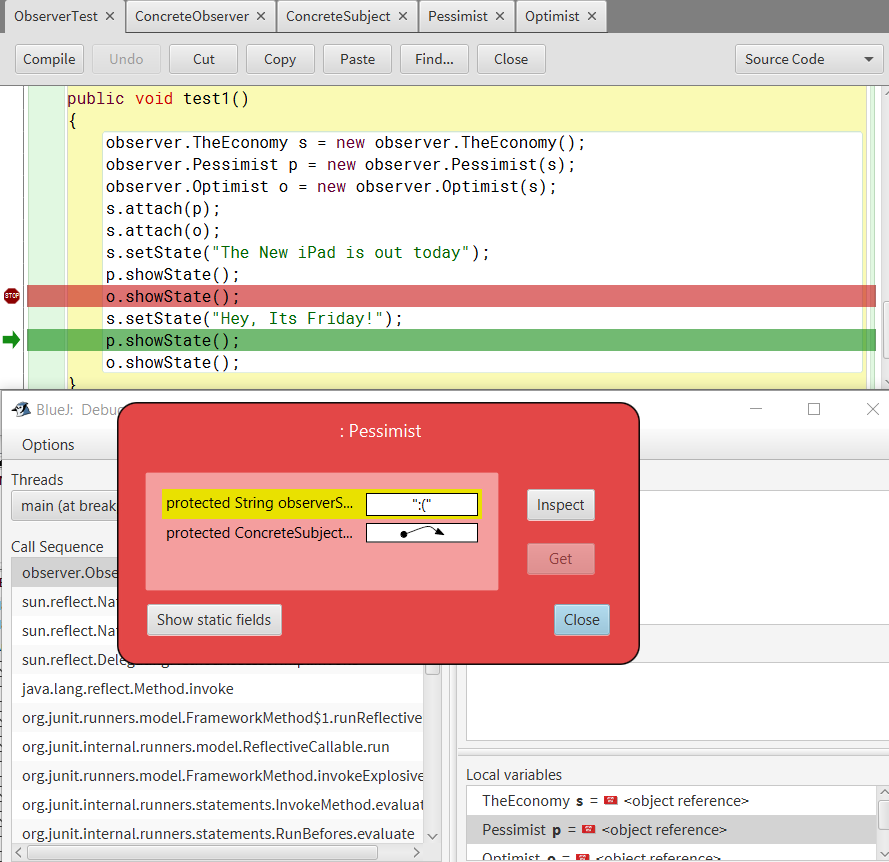 ObserverTest ConcreteObserver ConcreteSubject Pessimist Optimist
Compile Undo Cut Copy Paste Find... Close Source Code
public void test1()
{
observer.TheEconomy s = new observer.TheEconomy();
observer.Pessimist p = new observer.Pessimist(s);
observer.Optimist o = new observer.Optimist(s);
s.attach(p);
s.attach(o);
s.setState("The New iPad is out today");
p.showState();
STOP
o.showState();
s.setState("Hey, Its Friday!");
p.showState();
o.showState();
}
BlueJ: Debu
Options
Threads
main (at break
Call Sequence
observer.Obse
sun.reflect.Na
sun.reflect.Na
sun.reflect.Deleg
java.lang.reflect.Method.invoke
org.junit.runners.model.FrameworkMethod$1.runReflective
org.junit.internal.runners.model.ReflectiveCallable.run
org.junit.runners.model.FrameworkMethod.invokeExplosive
org.junit.internal.runners.statements.InvokeMethod.evaluat
org.junit.internal.runners.statements.RunBefores.evaluate
: Pessimist
protected String observerS... ":("
protected ConcreteSubject...
Inspect
Get
Show static fields
Close
Local variables
TheEconomy s = <object reference>
Pessimist p = <object reference>
Optimist o = <object reference>